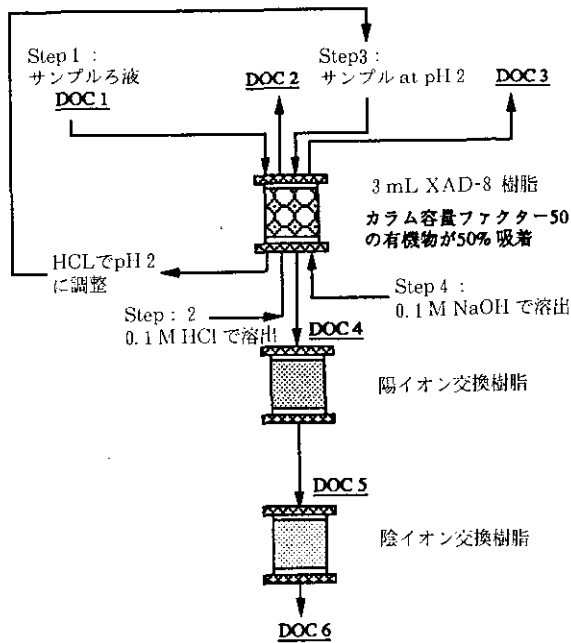 Step 1：
サンプルろ液
DOC 1
DOC 2
Step3：
サンプル at pH 2
DOC 3
3 mL XAD-8 樹脂
カラム容量ファクター50
の有機物が50% 吸着
HCLでpH 2
に調整
Step：2
0.1 M HCl で溶出
Step 4：
0.1 M NaOH で溶出
DOC 4
陽イオン交換樹脂
DOC 5
陰イオン交換樹脂
DOC 6